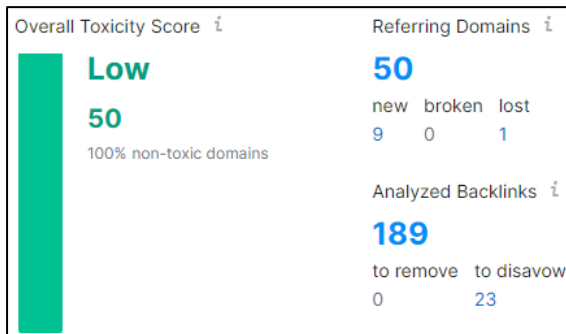 Overall Toxicity Score i
Low
50
100% non-toxic domains
Referring Domains i
50
new broken lost
9 0 1
Analyzed Backlinks i
189
to remove to disavow
0 23